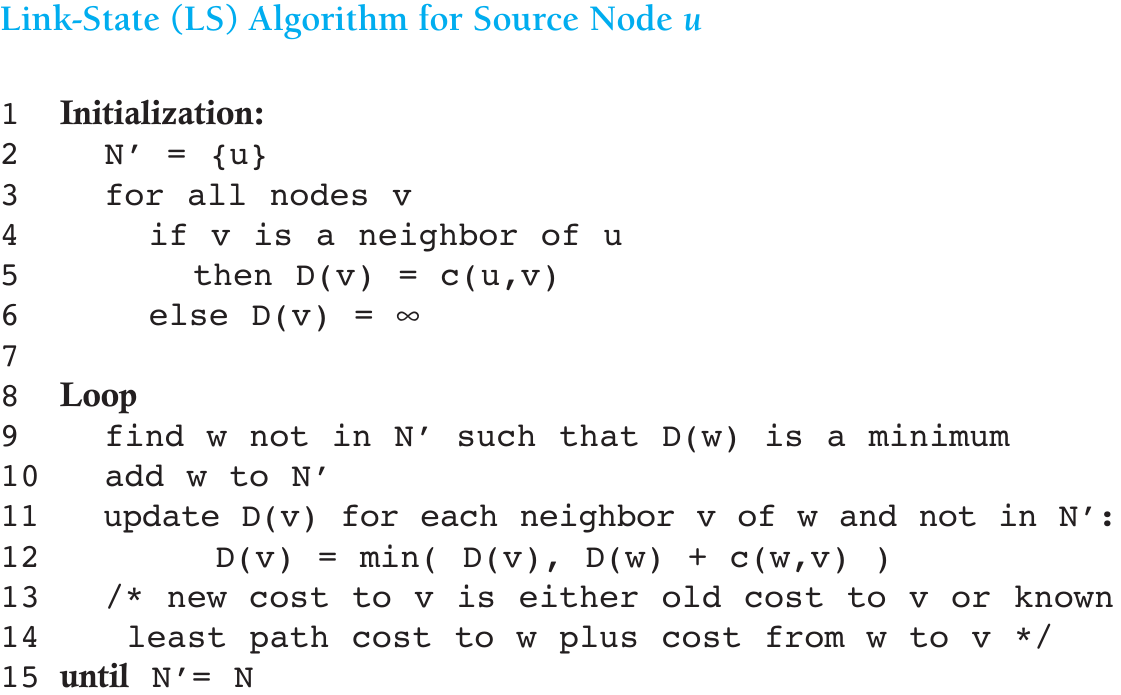 Link-State (LS) Algorithm for Source Node u
1 Initialization:
2 N′ = {u}
3 for all nodes v
4 if v is a neighbor of u
5 then D(v) = c(u,v)
6 else D(v) = ∞
7
8 Loop
9 find w not in N′ such that D(w) is a minimum
10 add w to N′
11 update D(v) for each neighbor v of w and not in N′:
12 D(v) = min( D(v), D(w) + c(w,v) )
13 /* new cost to v is either old cost to v or known
14 least path cost to w plus cost from w to v */
15 until N′= N